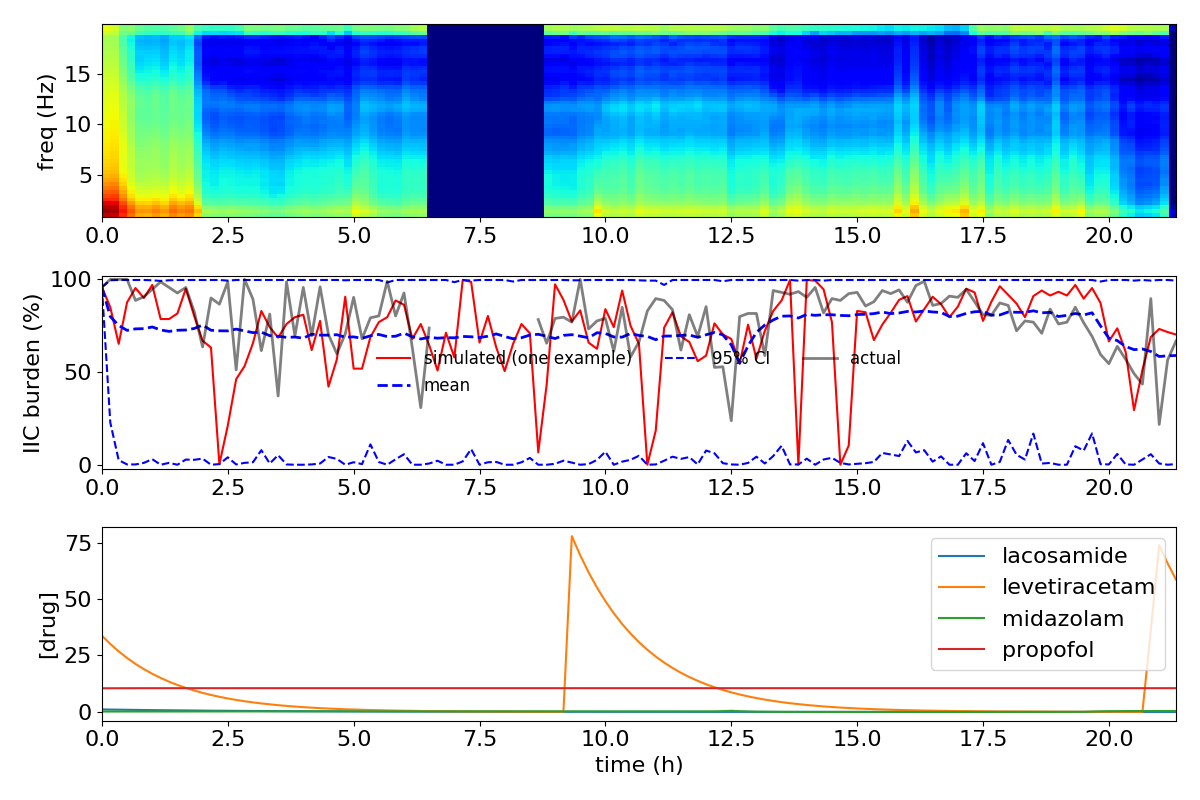 freq (Hz)
15
10
5
0.0 2.5 5.0 7.5 10.0 12.5 15.0 17.5 20.0
IIC burden (%)
100
50
0
simulated (one example) 95% CI actual
mean
0.0 2.5 5.0 7.5 10.0 12.5 15.0 17.5 20.0
[drug]
75
50
25
0
lacosamide
levetiracetam
midazolam
propofol
0.0 2.5 5.0 7.5 10.0 12.5 15.0 17.5 20.0
time (h)